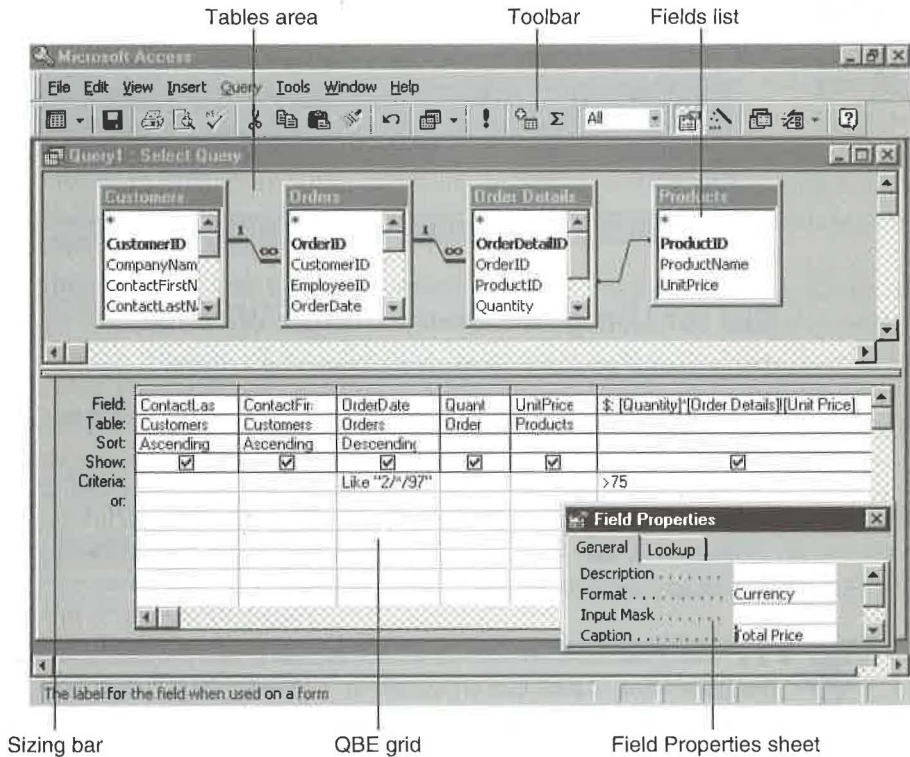 Tables area Toolbar Fields list
Microsoft Access
File Edit View Insert Query Tools Window Help
All
Query1 : Select Query
Customers Orders Order Details Products
* * * *
CustomerID OrderID OrderDetailID ProductID
CompanyNam CustomerID OrderID ProductName
ContactFirstN EmployeeID ProductID UnitPrice
ContactLastN OrderDate Quantity
1 ∞ 1 ∞
Field: ContactLas ContactFir OrderDate Quant UnitPrice $: [Quantity]*[Order Details]![Unit Price]
Table: Customers Customers Orders Order Products
Sort: Ascending Ascending Descending
Show:
Criteria: Like "2/*/97" >75
or:
Field Properties
General Lookup
Description . . . . . . .
Format . . . . . . . . . . Currency
Input Mask . . . . . . .
Caption . . . . . . . . . Total Price
The label for the field when used on a form
Sizing bar QBE grid Field Properties sheet